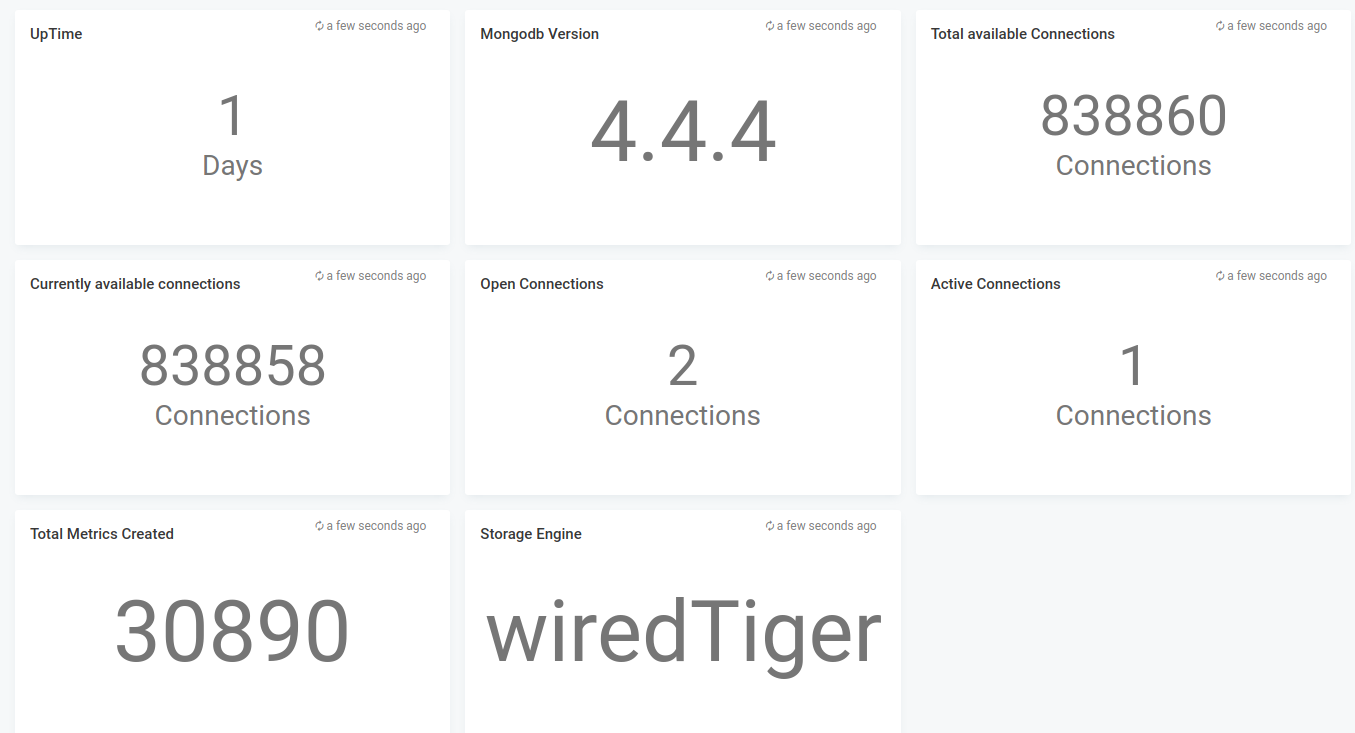 UpTime
a few seconds ago
1
Days
Mongodb Version
a few seconds ago
4.4.4
Total available Connections
a few seconds ago
838860
Connections
Currently available connections
a few seconds ago
838858
Connections
Open Connections
a few seconds ago
2
Connections
Active Connections
a few seconds ago
1
Connections
Total Metrics Created
a few seconds ago
30890
Storage Engine
a few seconds ago
wiredTiger